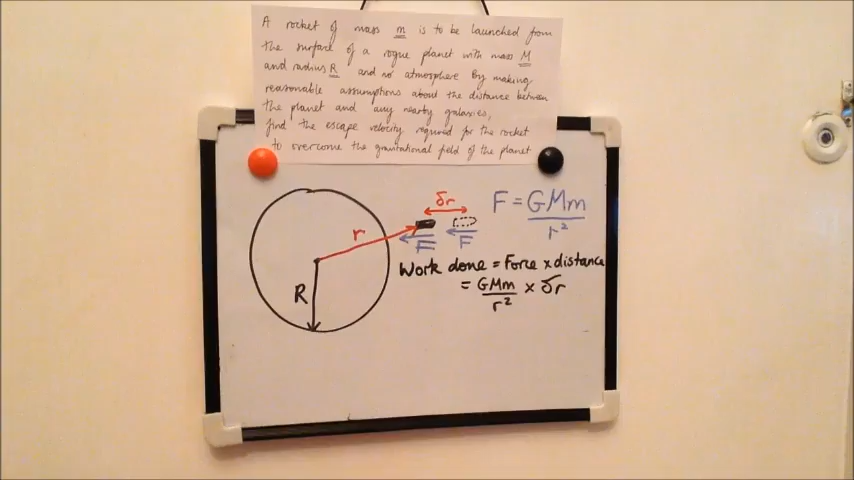 A rocket of mass m is to be launched from
the surface of a rogue planet with mass M
and radius R and no atmosphere By making
reasonable assumptions about the distance between
the planet and any nearby galaxies,
find the escape velocity required for the rocket
to overcome the gravitational field of the planet
δr
r
F
F
R
F = GMm
r²
Work done = Force × distance
= GMm × δr
r²